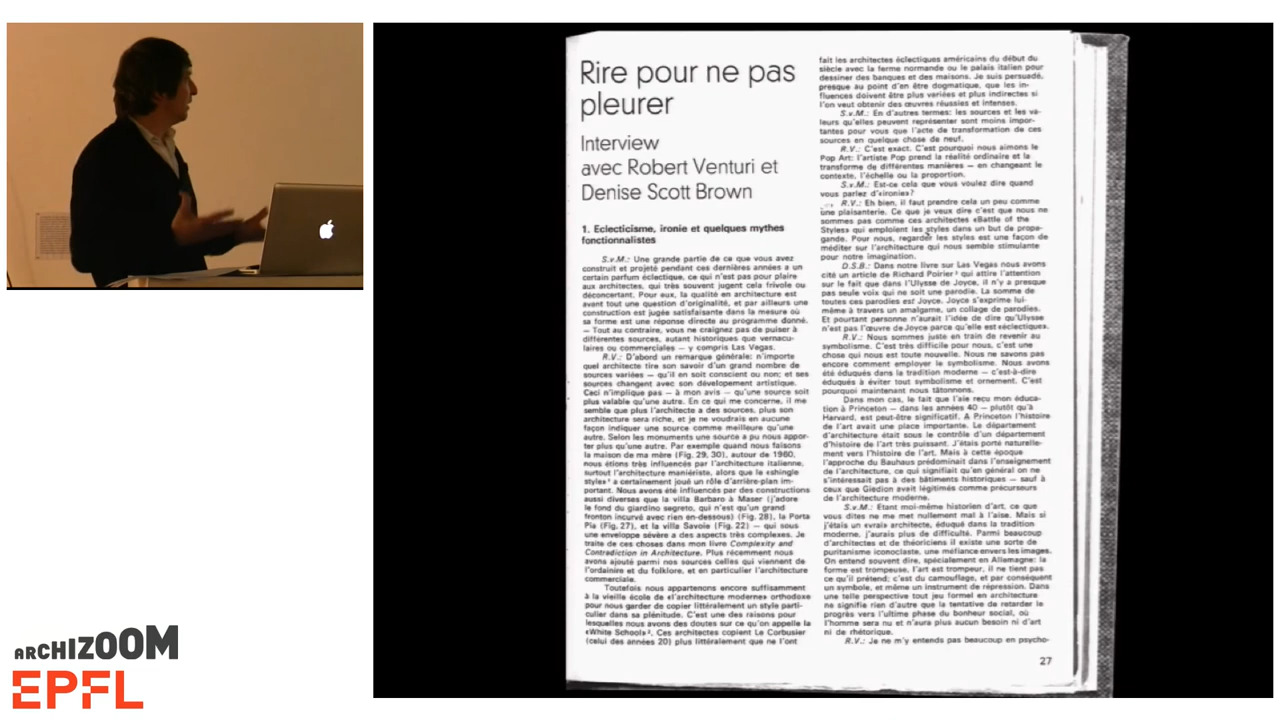 Rire pour ne pas
pleurer
Interview
avec Robert Venturi et
Denise Scott Brown
1. Eclecticisme, ironie et quelques mythes
fonctionnalistes
S.v.M.: Une grande partie de ce que vous avez
construit et projeté pendant ces dernières années a un
certain parfum éclectique, ce qui n'est pas pour plaire
aux architectes, qui très souvent jugent cela frivole ou
déconcertant. Pour eux, la qualité en architecture est
avant tout une question d'originalité, et par ailleurs une
construction est jugée satisfaisante dans la mesure où
sa forme est une réponse directe au programme donné.
— Tout au contraire, vous ne craignez pas de puiser à
différentes sources, autant historiques que vernacu-
laires ou commerciales — y compris Las Vegas.
R.V.: D'abord un remarque générale: n'importe
quel architecte tire son savoir d'un grand nombre de
sources variées — qu'il en soit conscient ou non; et ses
sources changent avec son dévelopement artistique.
Ceci n'implique pas — à mon avis — qu'une source soit
plus valable qu'une autre. En ce qui me concerne, il me
semble que plus l'architecte a des sources, plus son
architecture sera riche, et je ne voudrais en aucune
façon indiquer une source comme meilleure qu'une
autre. Selon les monuments une source a pu nous appor-
ter plus qu'une autre. Par exemple quand nous faisons
la maison de ma mère (Fig. 29, 30), autour de 1960,
nous étions très influencés par l'architecture italienne,
surtout l'architecture maniériste, alors que le «shingle
style» a certainement joué un rôle d'arrière-plan im-
portant. Nous avons été influencés par des constructions
aussi diverses que la villa Barbaro à Maser (j'adore
le fond du giardino segreto, qui n'est qu'un grand
fronton incurvé avec rien en-dessous) (Fig. 28), la Porta
Pia (Fig. 27), et la villa Savoie (Fig. 22) — qui sous
une enveloppe sévère a des aspects très complexes. Je
traite de ces choses dans mon livre Complexity and
Contradiction in Architecture. Plus récemment nous
avons ajouté parmi nos sources celles qui viennent de
l'ordainire et du folklore, et en particulier l'architecture
commerciale.
Toutefois nous appartenons encore suffisamment
à la vieille école de «l'architecture moderne» orthodoxe
pour nous garder de copier littéralement un style parti-
culier dans sa plénitude. C'est une des raisons pour
lesquelles nous avons des doutes sur ce qu'on appelle la
«White School»². Ces architectes copient Le Corbusier
(celui des années 20) plus littéralement que ne l'ont
fait les architectes éclectiques américains du début du
siècle avec la ferme normande ou le palais italien pour
dessiner des banques et des maisons. Je suis persuadé,
presque au point d'en être dogmatique, que les in-
fluences doivent être plus variées et plus indirectes si
l'on veut obtenir des œuvres réussies et intenses.
S.v.M.: En d'autres termes: les sources et les va-
leurs qu'elles peuvent représenter sont moins impor-
tantes pour vous que l'acte de transformation de ces
sources en quelque chose de neuf.
R.V.: C'est exact. C'est pourquoi nous aimons le
Pop Art: l'artiste Pop prend la réalité ordinaire et la
transforme de différentes manières — en changeant le
contexte, l'échelle ou la proportion.
S.v.M.: Est-ce cela que vous voulez dire quand
vous parlez d'«ironie»?
R.V.: Eh bien, il faut prendre cela un peu comme
une plaisanterie. Ce que je veux dire c'est que nous ne
sommes pas comme ces architectes «Battle of the
Styles» qui emploient les styles dans un but de propa-
gande. Pour nous, regarder les styles est une façon de
méditer sur l'architecture qui nous semble stimulante
pour notre imagination.
D.S.B.: Dans notre livre sur Las Vegas nous avons
cité un article de Richard Poirier³ qui attire l'attention
sur le fait que dans l'Ulysse de Joyce, il n'y a presque
pas seule voix qui ne soit une parodie. La somme de
toutes ces parodies est Joyce. Joyce s'exprime lui-
même à travers un amalgame, un collage de parodies.
Et pourtant personne n'aurait l'idée de dire qu'Ulysse
n'est pas l'œuvre de Joyce parce qu'elle est «éclectique».
R.V.: Nous sommes juste en train de revenir au
symbolisme. C'est très difficile pour nous, c'est une
chose qui nous est toute nouvelle. Nous ne savons pas
encore comment employer le symbolisme. Nous avons
été éduqués dans la tradition moderne — c'est-à-dire
éduqués à éviter tout symbolisme et ornement. C'est
pourquoi maintenant nous tâtonnons.
Dans mon cas, le fait que l'aie reçu mon éduca-
tion à Princeton — dans les années 40 — plutôt qu'à
Harvard, est peut-être significatif. A Princeton l'histoire
de l'art avait une place importante. Le département
d'architecture était sous le contrôle d'un département
d'histoire de l'art très puissant. J'étais porté naturelle-
ment vers l'histoire de l'art. Mais à cette époque
l'approche du Bauhaus prédominait dans l'enseignement
de l'architecture, ce qui signifiait qu'en général on ne
s'intéressait pas à des bâtiments historiques — sauf à
ceux que Giedion avait légitimés comme précurseurs
de l'architecture moderne.
S.v.M.: Etant moi-même historien d'art, ce que
vous dites ne me met nullement mal à l'aise. Mais si
j'étais un «vrai» architecte, éduqué dans la tradition
moderne, j'aurais plus de difficulté. Parmi beaucoup
d'architectes et de théoriciens il existe une sorte de
puritanisme iconoclaste, une méfiance envers les images.
On entend souvent dire, spécialement en Allemagne: la
forme est trompeuse, l'art est trompeur, il ne tient pas
ce qu'il prétend; c'est du camouflage, et par conséquent
un symbole, et même un instrument de répression. Dans
une telle perspective tout jeu formel en architecture
ne signifie rien d'autre que la tentative de retarder le
progrès vers l'ultime phase du bonheur social, où
l'homme sera nu et n'aura plus aucun besoin ni d'art
ni de rhétorique.
R.V.: Je ne m'y entends pas beaucoup en psycho-
27
ARCHIZOOM
EPFL